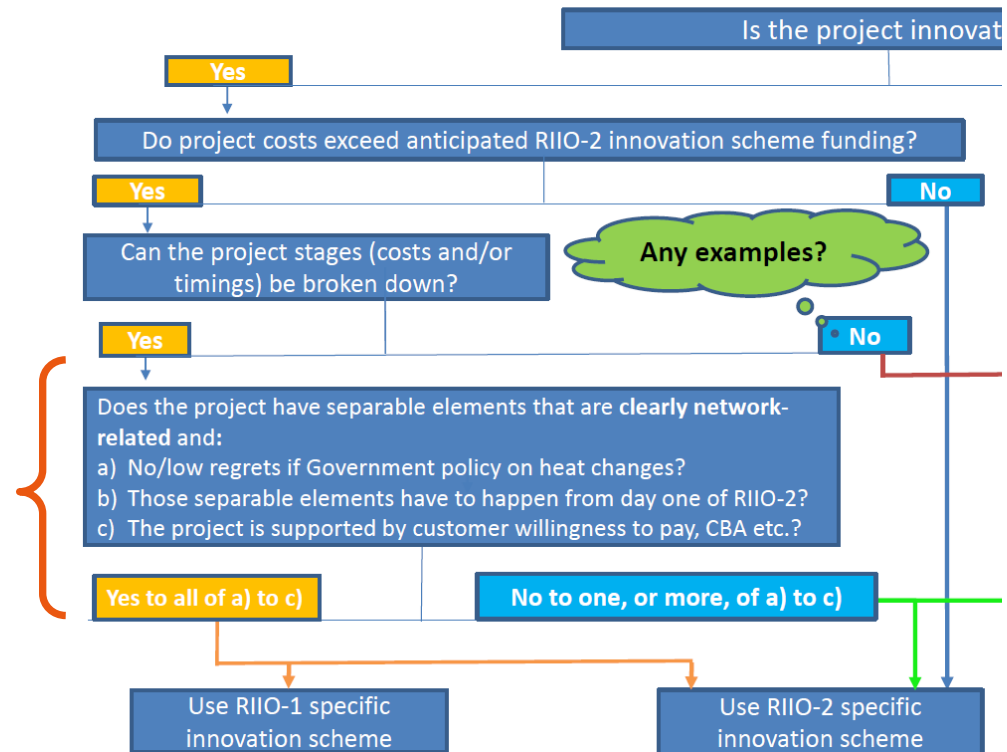 Is the project
Yes
Do project costs exceed anticipated RIIO-2 innovation scheme funding?
Yes
No
Can the project stages (costs and/or
timings) be broken down?
Any examples?
Yes
No
Does the project have separable elements that are clearly network-
related and:
a) No/low regrets if Government policy on heat changes?
b) Those separable elements have to happen from day one of RIIO-2?
c) The project is supported by customer willingness to pay, CBA etc.?
Yes to all of a) to c)
No to one, or more, of a) to c)
Use RIIO-1 specific
innovation scheme
Use RIIO-2 specific
innovation scheme